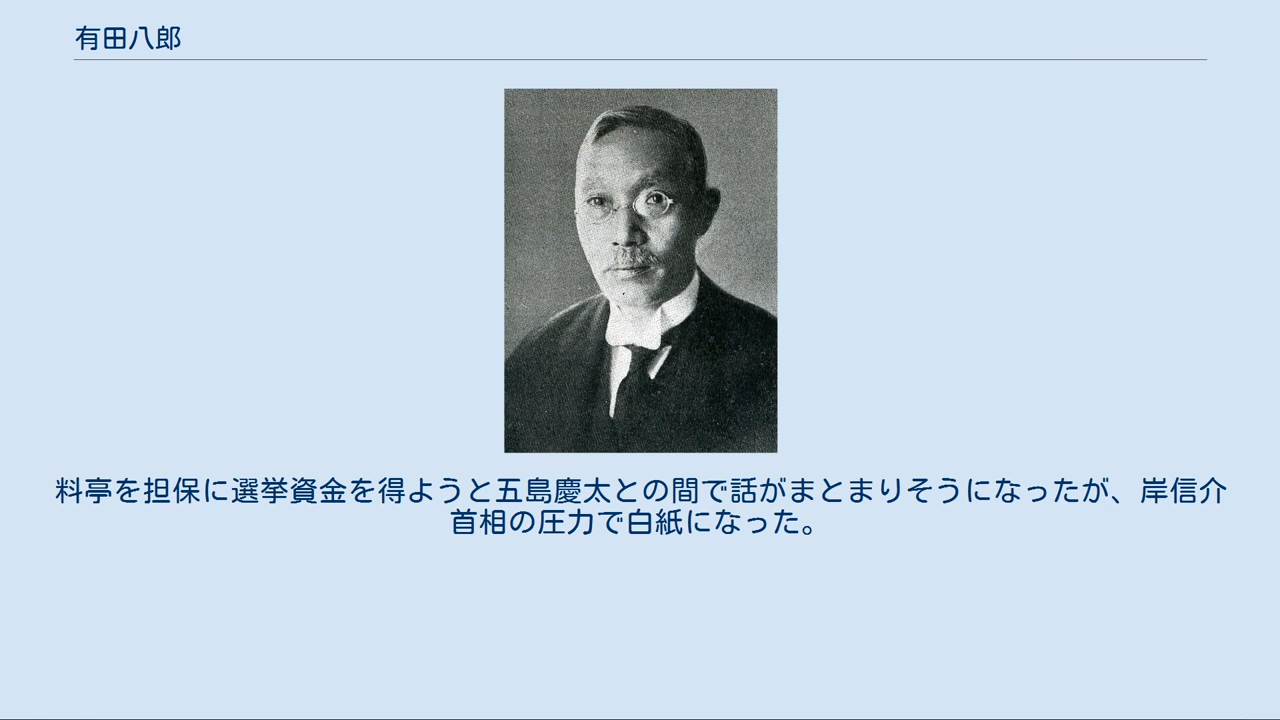 有田八郎
料亭を担保に選挙資金を得ようと五島慶太との間で話がまとまりそうになったが、岸信介
首相の圧力で白紙になった。